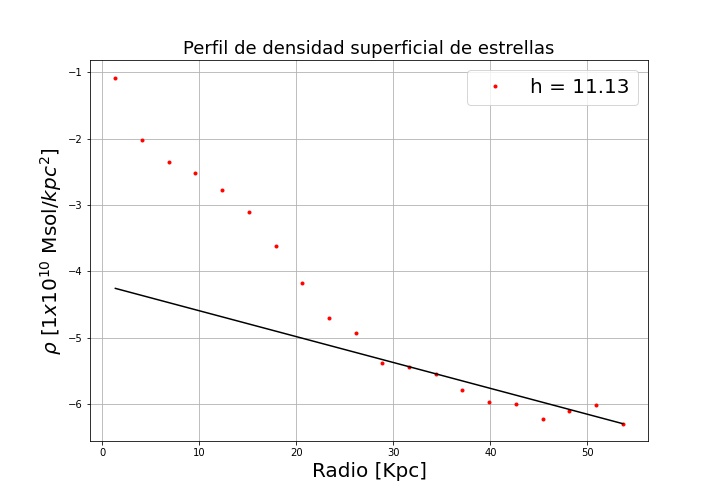 Perfil de densidad superficial de estrellas
h = 11.13
ρ [1x10¹⁰ Msol/kpc²]
−1
−2
−3
−4
−5
−6
0 10 20 30 40 50
Radio [Kpc]